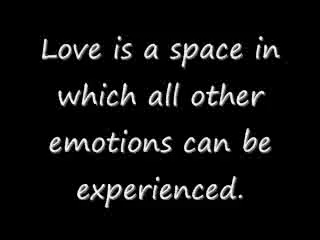 Love is a space in
which all other
emotions can be
experienced.